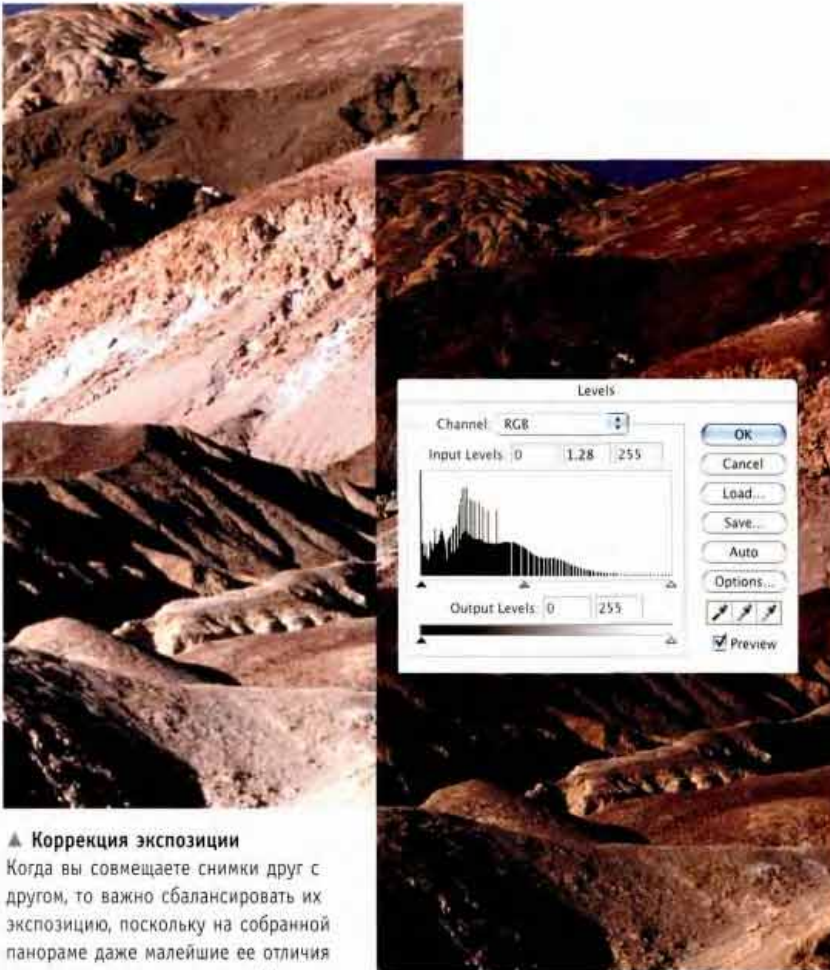 Levels
Channel: RGB
Input Levels: 0 1.28 255
OK
Cancel
Load...
Save...
Auto
Options...
Output Levels: 0 255
Preview
▲ Коррекция экспозиции
Когда вы совмещаете снимки друг с
другом, то важно сбалансировать их
экспозицию, поскольку на собранной
панораме даже малейшие ее отличия